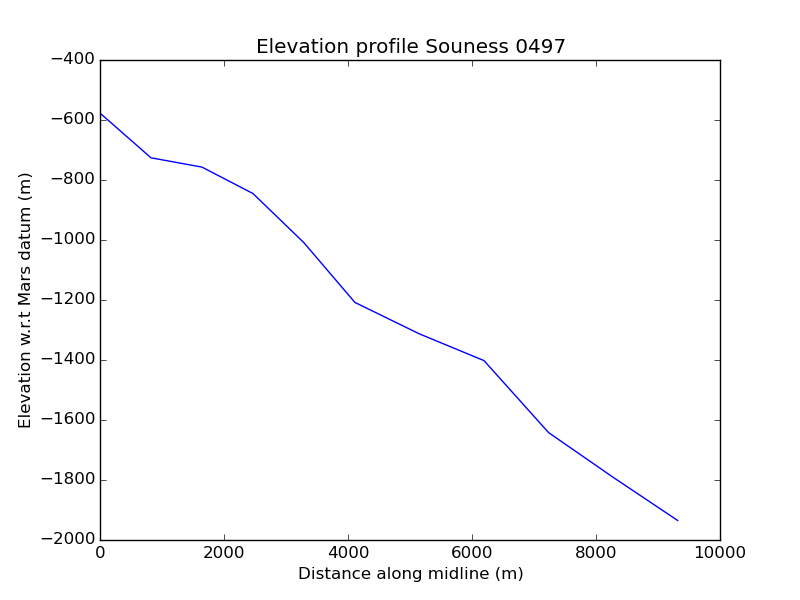 Elevation profile Souness 0497
Elevation w.r.t Mars datum (m)
−400
−600
−800
−1000
−1200
−1400
−1600
−1800
−2000
0 2000 4000 6000 8000 10000
Distance along midline (m)